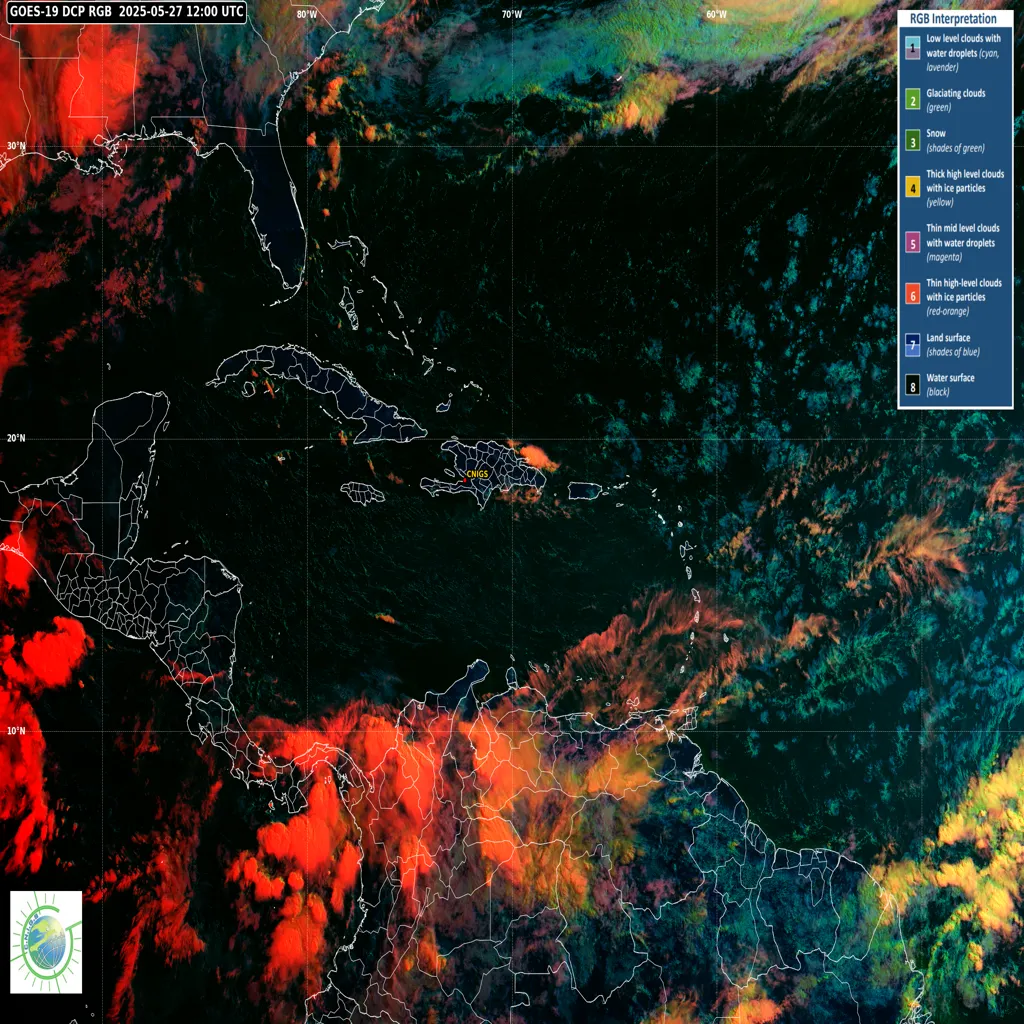 GOES-19 DCP RGB 2025-05-27 12:00 UTC
80°W
70°W
60°W
RGB Interpretation
1
Low level clouds with
water droplets (cyan,
lavender)
2
Glaciating clouds
(green)
3
Snow
(shades of green)
4
Thick high level clouds
with ice particles
(yellow)
5
Thin mid level clouds
with water droplets
(magenta)
6
Thin high-level clouds
with ice particles
(red-orange)
7
Land surface
(shades of blue)
8
Water surface
(black)
30°N
20°N
CNIGS
10°N